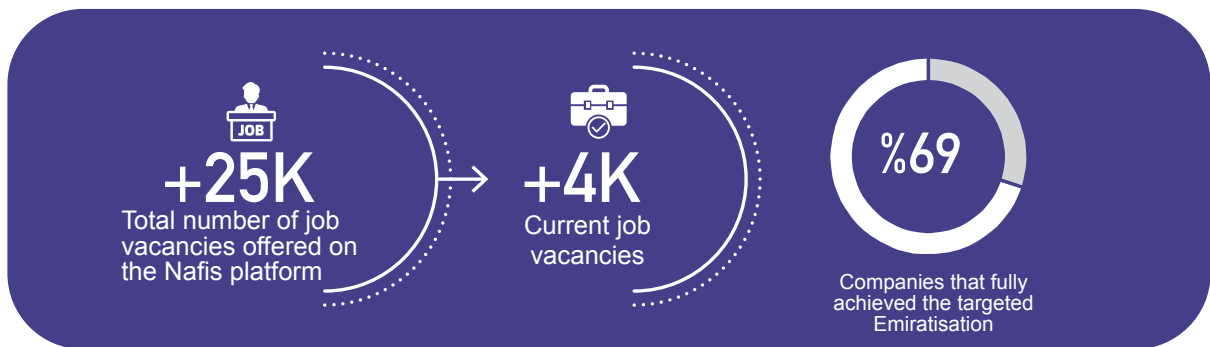 JOB
+25K
Total number of job
vacancies offered on
the Nafis platform
+4K
Current job
vacancies
%69
Companies that fully
achieved the targeted
Emiratisation